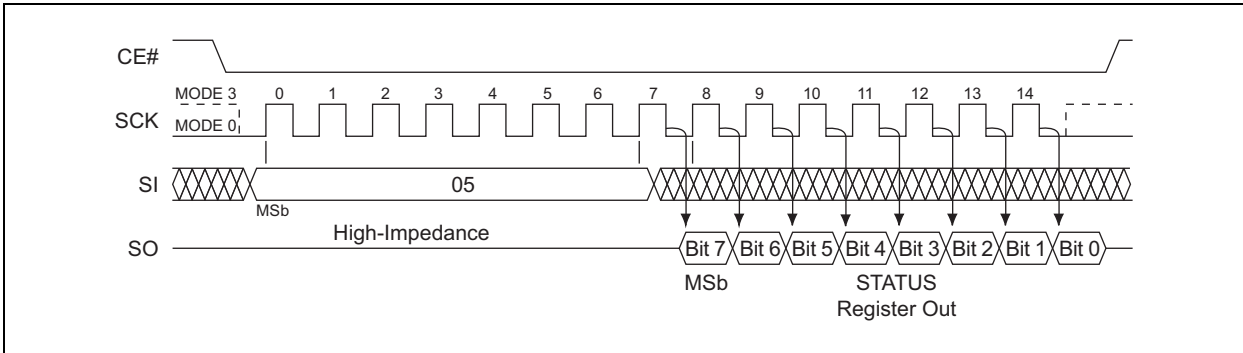 CE#
MODE 3 0 1 2 3 4 5 6 7 8 9 10 11 12 13 14
SCK
MODE 0
SI 05
MSb
High-Impedance
SO Bit 7 Bit 6 Bit 5 Bit 4 Bit 3 Bit 2 Bit 1 Bit 0
MSb STATUS
Register Out